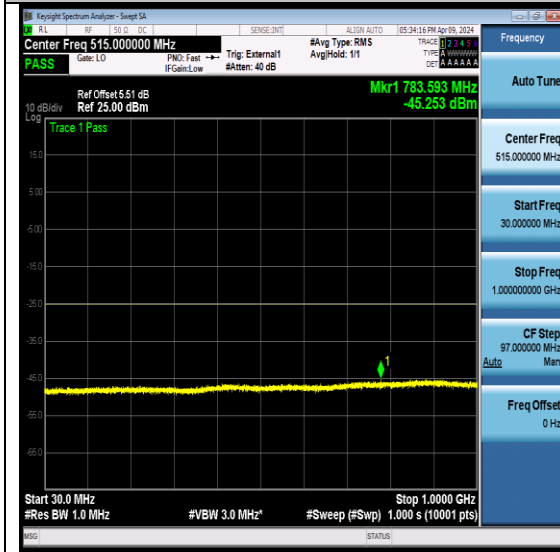 Keysight Spectrum Analyzer - Swept SA
RL RF 50 Ω DC SENSE:INT ALIGN AUTO 05:34:16 PM Apr 09, 2024
Center Freq 515.000000 MHz #Avg Type: RMS TRACE 1 2 3 4 5 6
PASS Gate: LO PNO: Fast Trig: External1 Avg|Hold: 1/1 TYPE A WWWWW
IFGain:Low #Atten: 40 dB DET A A A A A A
Mkr1 783.593 MHz
Ref Offset 5.51 dB
10 dB/div Ref 25.00 dBm -45.253 dBm
Log
Trace 1 Pass
15.0
5.00
-5.00
-15.0
-25.0
-35.0
1
-45.0
-55.0
-65.0
Start 30.0 MHz Stop 1.0000 GHz
#Res BW 1.0 MHz #VBW 3.0 MHz* #Sweep (#Swp) 1.000 s (10001 pts)
MSG STATUS
Frequency
Auto Tune
Center Freq
515.000000 MHz
Start Freq
30.000000 MHz
Stop Freq
1.000000000 GHz
CF Step
97.000000 MHz
Auto Man
Freq Offset
0 Hz